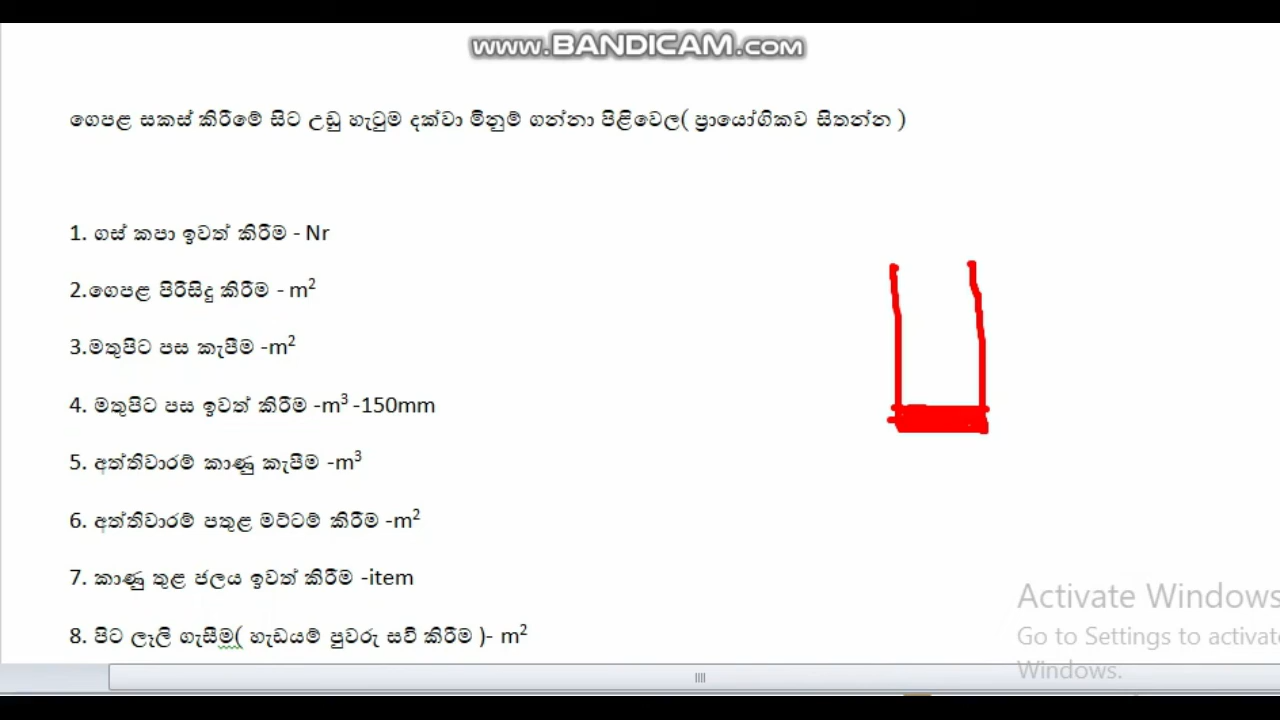 www.BANDICAM.com
ගෙපළ සකස් කිරීමේ සිට උඩු හැටුම දක්වා මිනුම් ගන්නා පිළිවෙල( ප්‍රායෝගිකව සිතන්න )
1. ගස් කපා ඉවත් කිරීම - Nr
2.ගෙපළ පිරිසිදු කිරීම - m²
3.මතුපිට පස කැපීම -m²
4. මතුපිට පස ඉවත් කිරීම -m³ -150mm
5. අත්තිවාරම් කාණු කැපීම -m³
6. අත්තිවාරම් පතුළ මට්ටම් කිරීම -m²
7. කාණු තුළ ජලය ඉවත් කිරීම -item
8. පිට ලෑලි ගැසීම( හැඩයම් පුවරු සවි කිරීම )- m²
Activate Windows
Go to Settings to activate
Windows.